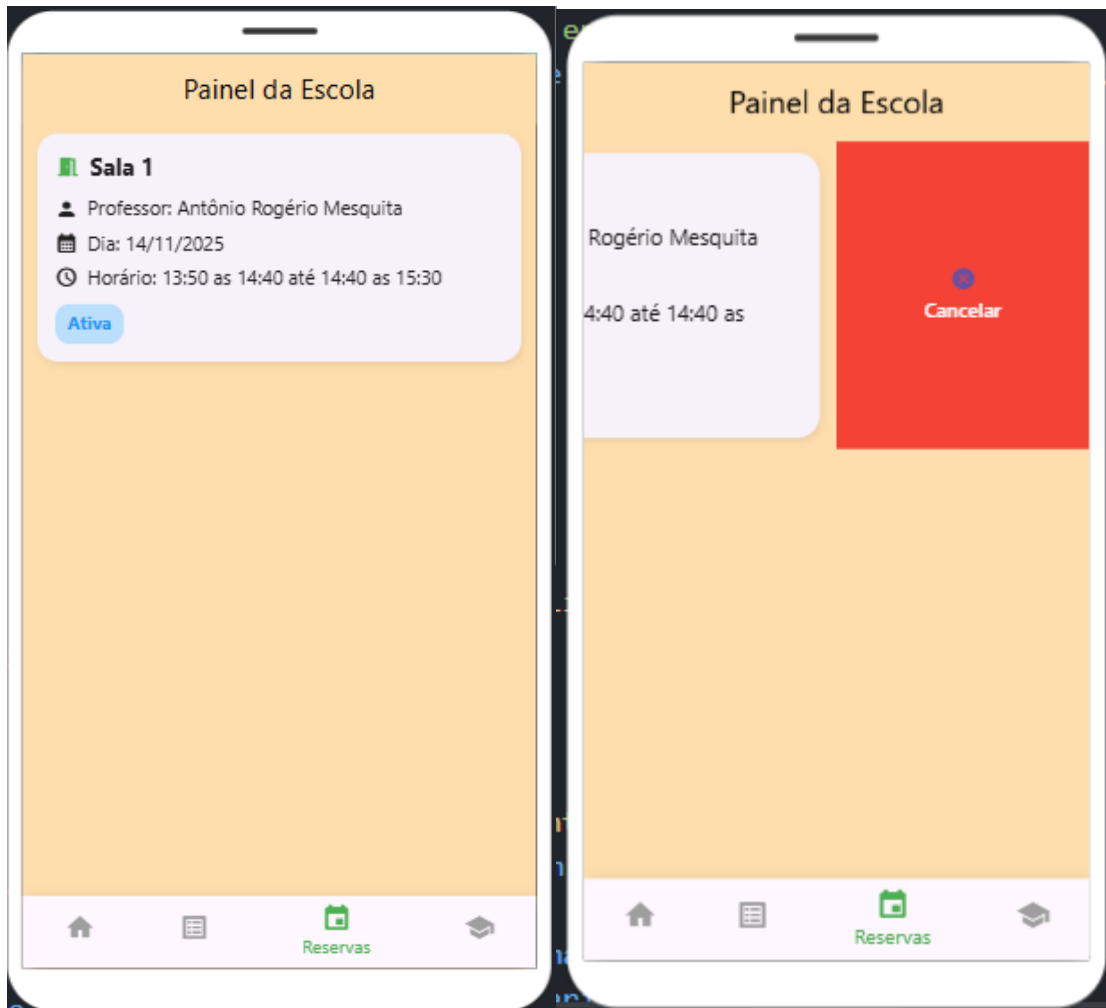 Painel da Escola
Sala 1
Professor: Antônio Rogério Mesquita
Dia: 14/11/2025
Horário: 13:50 as 14:40 até 14:40 as 15:30
Ativa
Reservas
Painel da Escola
Rogério Mesquita
4:40 até 14:40 as
Cancelar
Reservas